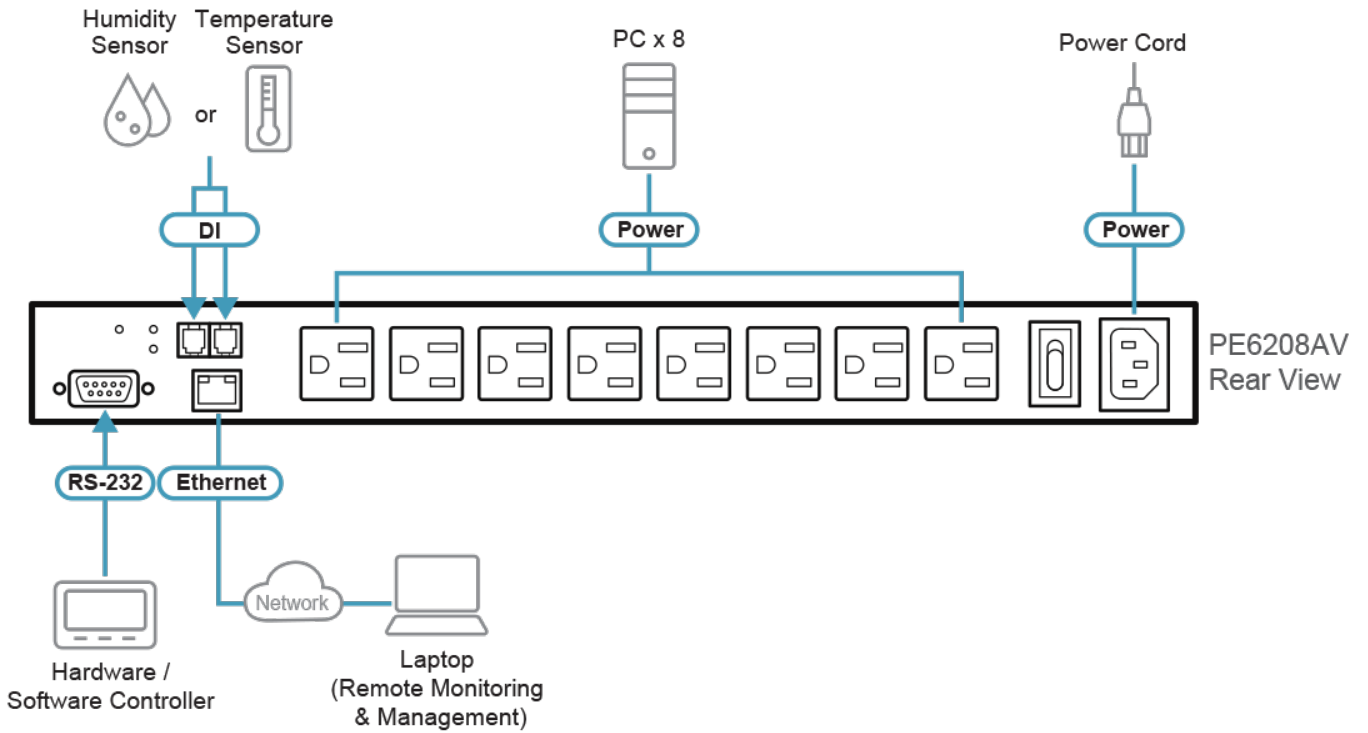 Humidity
Sensor
Temperature
Sensor
or
PC x 8
Power Cord
DI
Power
Power
PE6208AV
Rear View
RS-232
Ethernet
Network
Hardware /
Software Controller
Laptop
(Remote Monitoring
& Management)